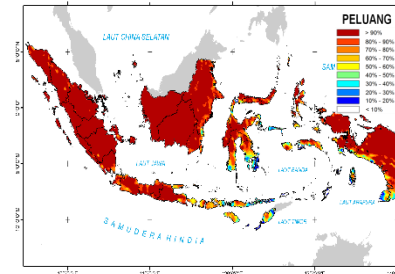 PELUANG
> 90%
80% - 90%
70% - 80%
60% - 70%
50% - 60%
40% - 50%
30% - 40%
20% - 30%
10% - 20%
< 10%
LAUT CHINA SELATAN
SAM
LAUT JAWA
LAUT BANDA
LAUT ARAFURA
LAUT TIMOR
SAMUDERA HINDIA